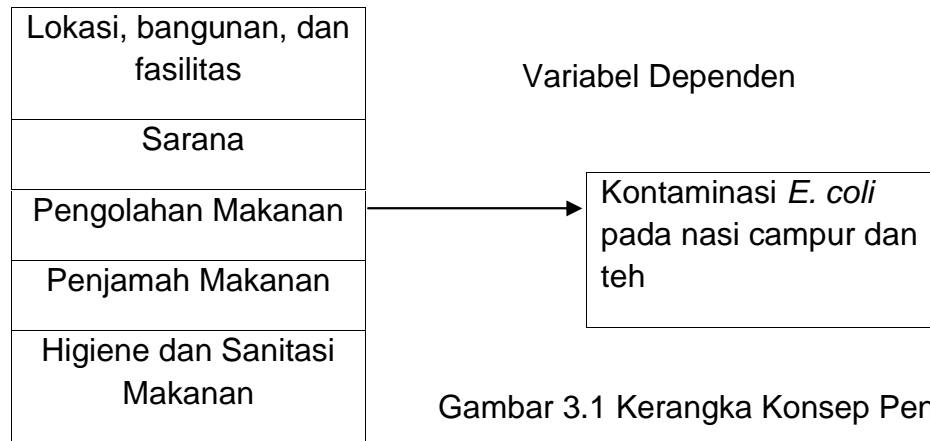 Lokasi, bangunan, dan
fasilitas
Sarana
Pengolahan Makanan
Penjamah Makanan
Higiene dan Sanitasi
Makanan
Variabel Dependen
Kontaminasi E. coli
pada nasi campur dan
teh
Gambar 3.1 Kerangka Konsep Pen